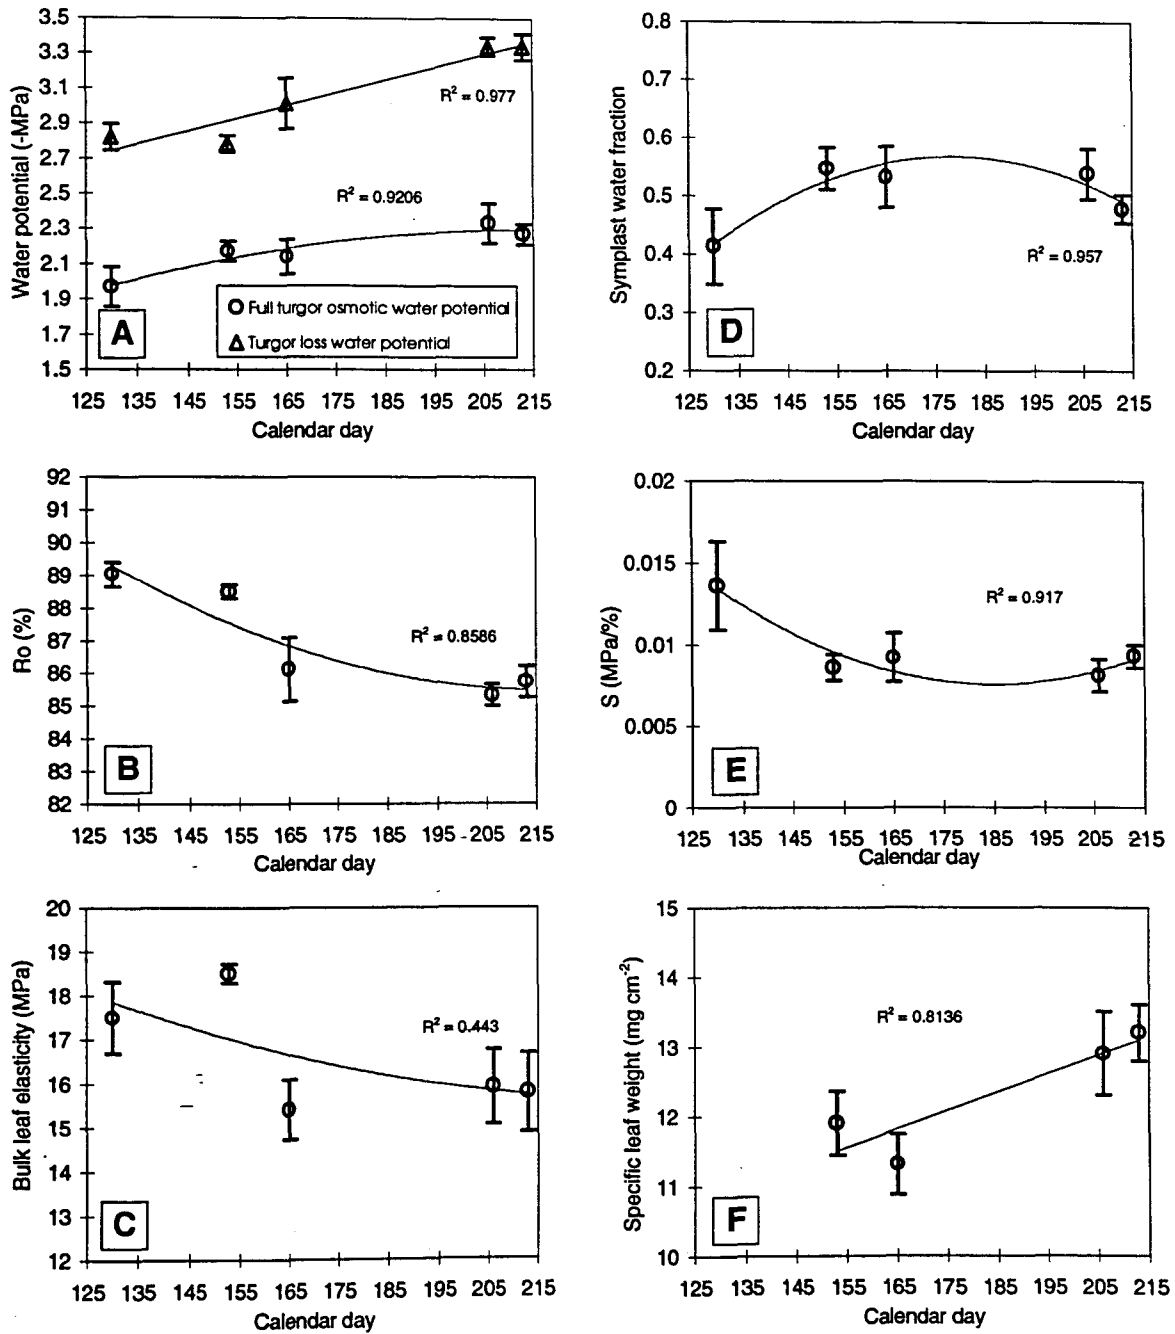 3.5
3.3
3.1
2.9
2.7
2.5
2.3
2.1
1.9
1.7
1.5
Water potential (-MPa)
R² = 0.977
R² = 0.9206
Full turgor osmotic water potential
Turgor loss water potential
A
125 135 145 155 165 175 185 195 205 215
Calendar day
0.8
0.7
0.6
0.5
0.4
0.3
0.2
Symplast water fraction
R² = 0.957
D
125 135 145 155 165 175 185 195 205 215
Calendar day
92
91
90
89
88
87
86
85
84
83
82
Ro (%)
R² = 0.8586
B
125 135 145 155 165 175 185 195 205 215
Calendar day
0.02
0.015
0.01
0.005
0
S (MPa/%)
R² = 0.917
E
125 135 145 155 165 175 185 195 205 215
Calendar day
20
19
18
17
16
15
14
13
12
Bulk leaf elasticity (MPa)
R² = 0.443
C
125 135 145 155 165 175 185 195 205 215
Calendar day
15
14
13
12
11
10
Specific leaf weight (mg cm⁻²)
R² = 0.8136
F
125 135 145 155 165 175 185 195 205 215
Calendar day